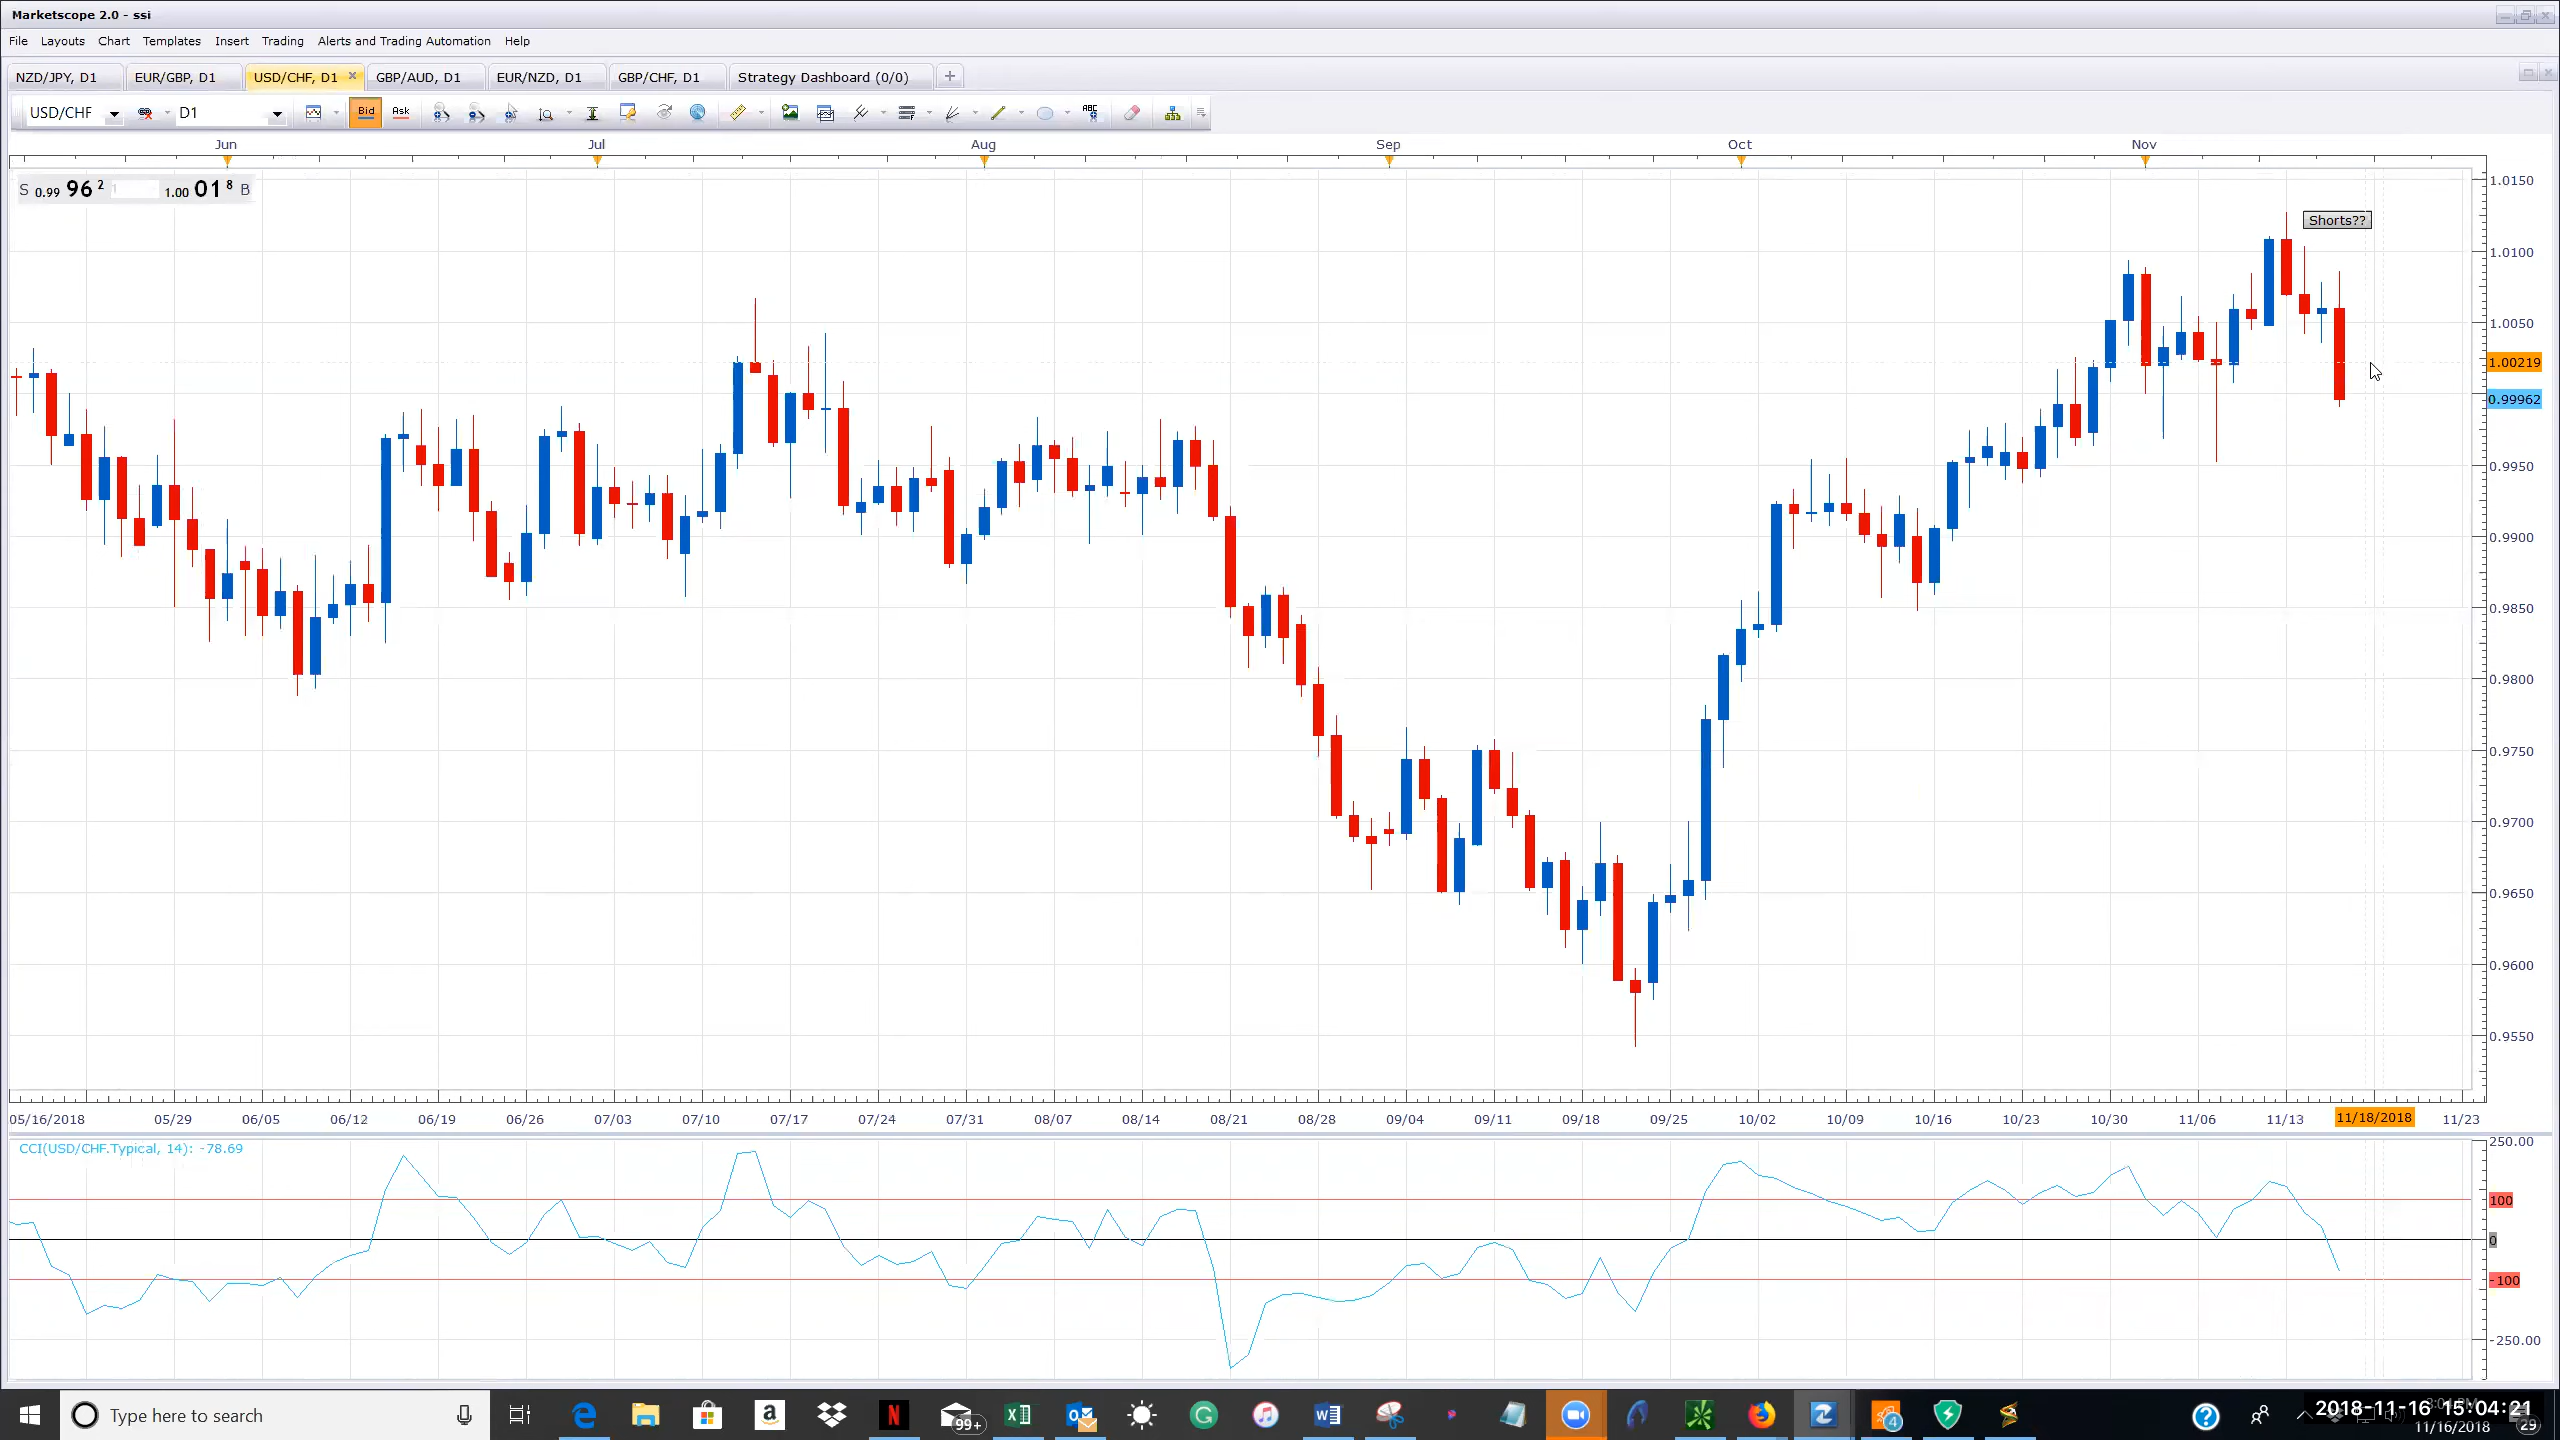 Marketscope 2.0 - ssi
File Layouts Chart Templates Insert Trading Alerts and Trading Automation Help
NZD/JPY, D1 EUR/GBP, D1 USD/CHF, D1 GBP/AUD, D1 EUR/NZD, D1 GBP/CHF, D1 Strategy Dashboard (0/0)
USD/CHF D1 Bid Ask ABC
Jun Jul Aug Sep Oct Nov
S 0.99 96 2 1.00 01 8 B
Shorts??
1.0150
1.0100
1.0050
1.00219
0.99962
0.9950
0.9900
0.9850
0.9800
0.9750
0.9700
0.9650
0.9600
0.9550
05/16/2018 05/29 06/05 06/12 06/19 06/26 07/03 07/10 07/17 07/24 07/31 08/07 08/14 08/21 08/28 09/04 09/11 09/18 09/25 10/02 10/09 10/16 10/23 10/30 11/06 11/13 11/18/2018 11/23
CCI(USD/CHF.Typical, 14): -78.69
250.00
100
0
-100
-250.00
Type here to search
99+
4
2018-11-16 15:04:21
11/16/2018
29